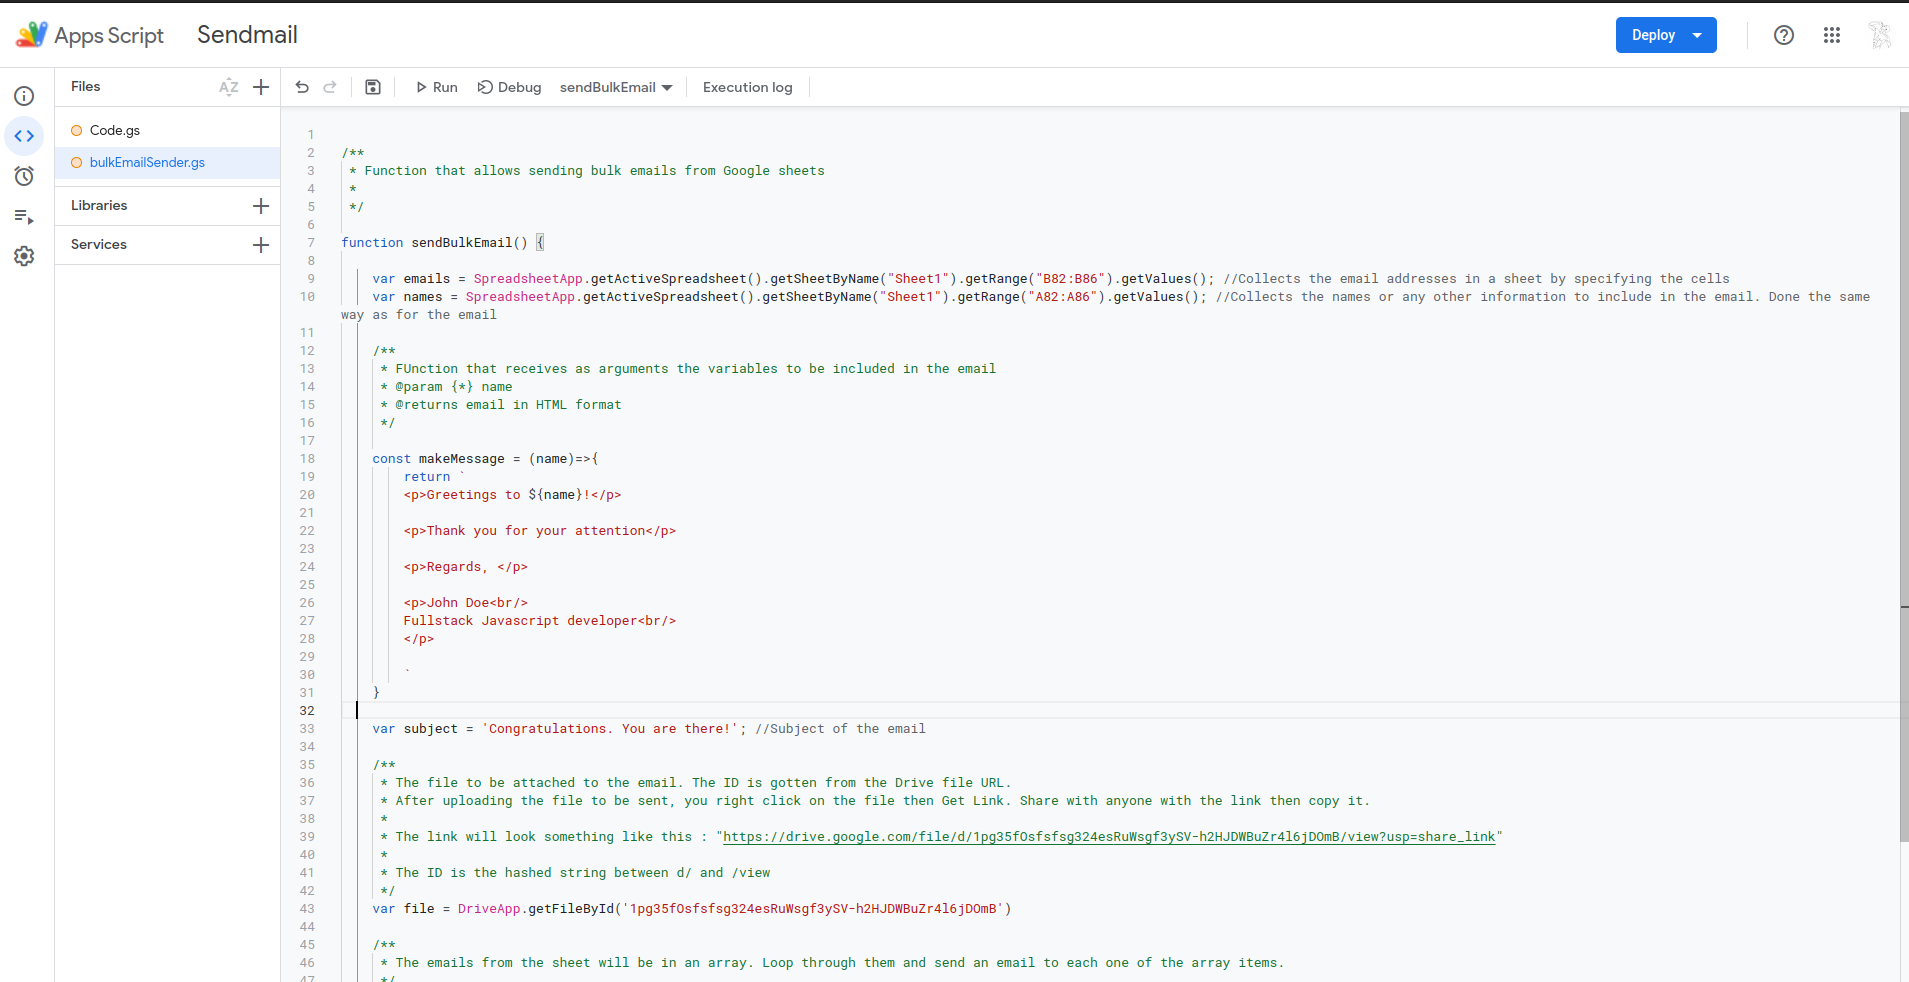 Apps Script Sendmail Deploy
Files AZ
Run Debug sendBulkEmail Execution log
Code.gs
bulkEmailSender.gs
Libraries
Services
1
2 /**
3 * Function that allows sending bulk emails from Google sheets
4 *
5 */
6
7 function sendBulkEmail() {
8
9 var emails = SpreadsheetApp.getActiveSpreadsheet().getSheetByName("Sheet1").getRange("B82:B86").getValues(); //Collects the email addresses in a sheet by specifying the cells
10 var names = SpreadsheetApp.getActiveSpreadsheet().getSheetByName("Sheet1").getRange("A82:A86").getValues(); //Collects the names or any other information to include in the email. Done the same
way as for the email
11
12 /**
13 * FUnction that receives as arguments the variables to be included in the email
14 * @param {*} name
15 * @returns email in HTML format
16 */
17
18 const makeMessage = (name)=>{
19 return `
20 <p>Greetings to ${name}!</p>
21
22 <p>Thank you for your attention</p>
23
24 <p>Regards, </p>
25
26 <p>John Doe<br/>
27 Fullstack Javascript developer<br/>
28 </p>
29
30 `
31 }
32
33 var subject = 'Congratulations. You are there!'; //Subject of the email
34
35 /**
36 * The file to be attached to the email. The ID is gotten from the Drive file URL.
37 * After uploading the file to be sent, you right click on the file then Get Link. Share with anyone with the link then copy it.
38 *
39 * The link will look something like this : "https://drive.google.com/file/d/1pg35fOsfsfsg324esRuWsgf3ySV-h2HJDWBuZr4l6jDOmB/view?usp=share_link"
40 *
41 * The ID is the hashed string between d/ and /view
42 */
43 var file = DriveApp.getFileById('1pg35fOsfsfsg324esRuWsgf3ySV-h2HJDWBuZr4l6jDOmB')
44
45 /**
46 * The emails from the sheet will be in an array. Loop through them and send an email to each one of the array items.
47 */